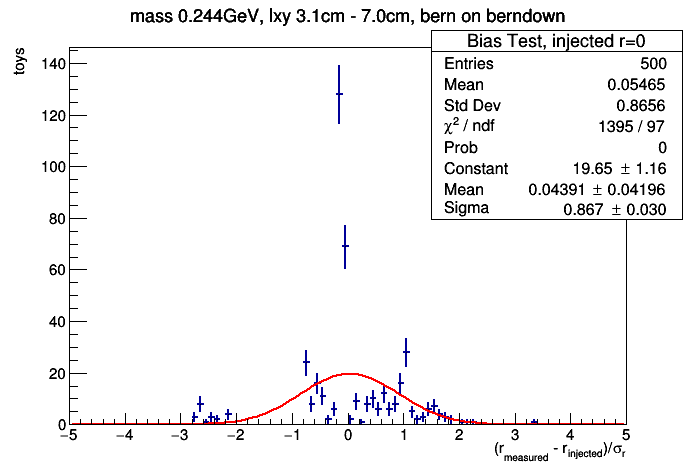 mass 0.244GeV, lxy 3.1cm - 7.0cm, bern on berndown
Bias Test, injected r=0
Entries 500
Mean 0.05465
Std Dev 0.8656
χ² / ndf 1395 / 97
Prob 0
Constant 19.65 ± 1.16
Mean 0.04391 ± 0.04196
Sigma 0.867 ± 0.030
toys
140
120
100
80
60
40
20
0
−5 −4 −3 −2 −1 0 1 2 3 4 5
(r_measured - r_injected)/σ_r